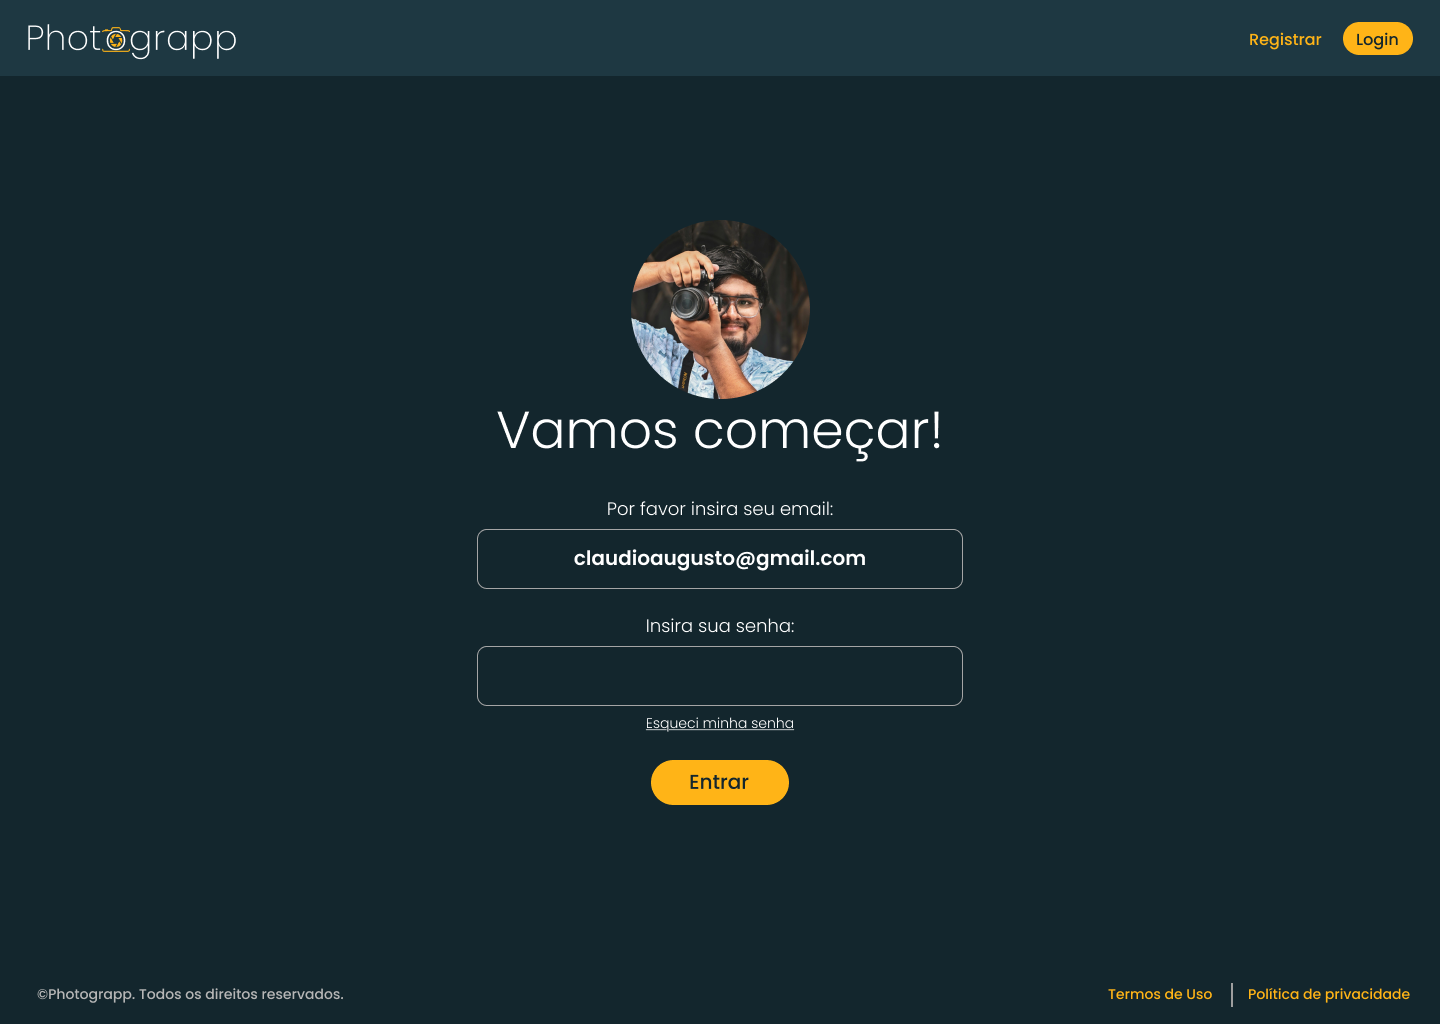 Photograpp
Registrar
Login
Vamos começar!
Por favor insira seu email:
claudioaugusto@gmail.com
Insira sua senha:
Esqueci minha senha
Entrar
©Photograpp. Todos os direitos reservados.
Termos de Uso
Política de privacidade